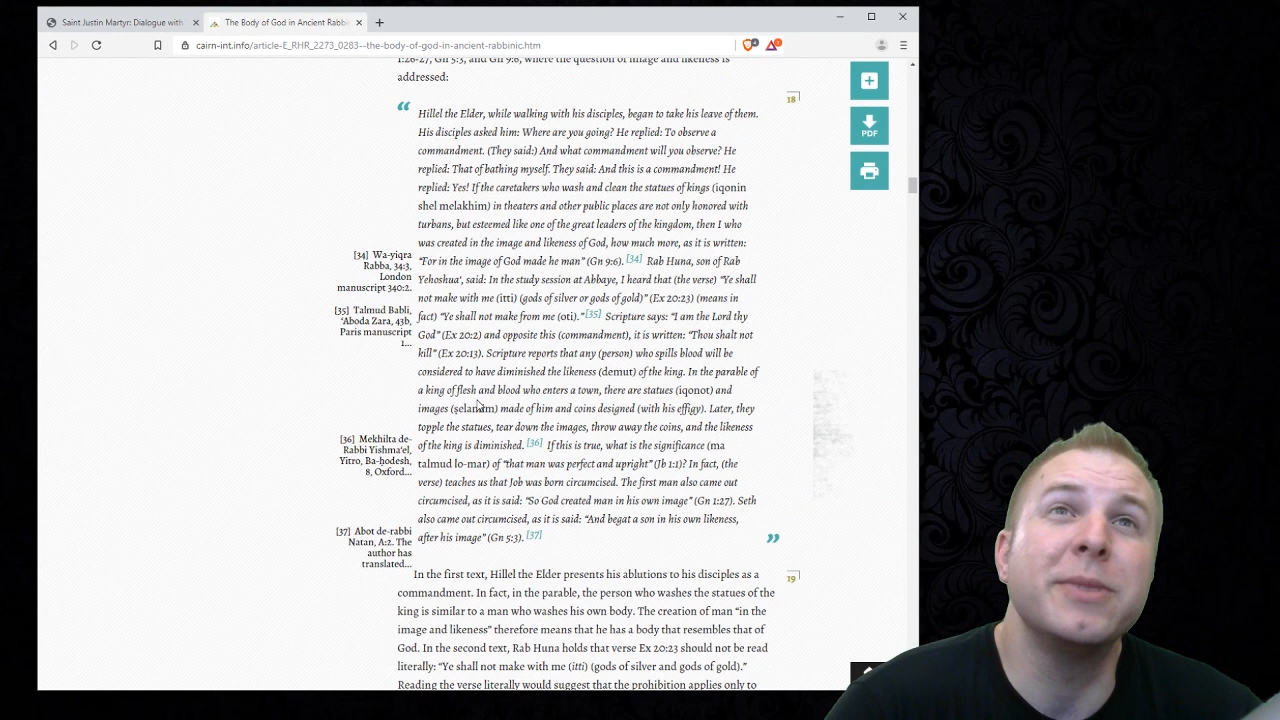 Saint Justin Martyr: Dialogue with
The Body of God in Ancient Rabbi
cairn-int.info/article-E_RHR_2273_0283--the-body-of-god-in-ancient-rabbinic.htm
1:26-27, Gn 5:3, and Gn 9:6, where the question of image and likeness is
addressed:
18
“
Hillel the Elder, while walking with his disciples, began to take his leave of them.
His disciples asked him: Where are you going? He replied: To observe a
commandment. (They said:) And what commandment will you observe? He
replied: That of bathing myself. They said: And this is a commandment! He
replied: Yes! If the caretakers who wash and clean the statues of kings (iqonin
shel melakhim) in theaters and other public places are not only honored with
turbans, but esteemed like one of the great leaders of the kingdom, then I who
was created in the image and likeness of God, how much more, as it is written:
“For in the image of God made he man” (Gn 9:6). [34] Rab Huna, son of Rab
Yehoshua', said: In the study session at Abbaye, I heard that (the verse) “Ye shall
not make with me (itti) (gods of silver or gods of gold)” (Ex 20:23) (means in
fact) “Ye shall not make from me (oti).” [35] Scripture says: “I am the Lord thy
God” (Ex 20:2) and opposite this (commandment), it is written: “Thou shalt not
kill” (Ex 20:13). Scripture reports that any (person) who spills blood will be
considered to have diminished the likeness (demut) of the king. In the parable of
a king of flesh and blood who enters a town, there are statues (iqonot) and
images (ṣelamim) made of him and coins designed (with his effigy). Later, they
topple the statues, tear down the images, throw away the coins, and the likeness
of the king is diminished. [36] If this is true, what is the significance (ma
talmud lo-mar) of “that man was perfect and upright” (Jb 1:1)? In fact, (the
verse) teaches us that Job was born circumcised. The first man also came out
circumcised, as it is said: “So God created man in his own image” (Gn 1:27). Seth
also came out circumcised, as it is said: “And begat a son in his own likeness,
after his image” (Gn 5:3). [37]
”
[34] Wa-yiqra
Rabba, 34:3,
London
manuscript 340:2.
[35] Talmud Babli,
‘Aboda Zara, 43b,
Paris manuscript
1...
[36] Mekhilta de-
Rabbi Yishma‘el,
Yitro, Ba-ḥodesh,
8, Oxford...
[37] Abot de-rabbi
Natan, A:2. The
author has
translated...
19
In the first text, Hillel the Elder presents his ablutions to his disciples as a
commandment. In fact, in the parable, the person who washes the statues of the
king is similar to a man who washes his own body. The creation of man “in the
image and likeness” therefore means that he has a body that resembles that of
God. In the second text, Rab Huna holds that verse Ex 20:23 should not be read
literally: “Ye shall not make with me (itti) (gods of silver and gods of gold).”
Reading the verse literally would suggest that the prohibition applies only to
PDF